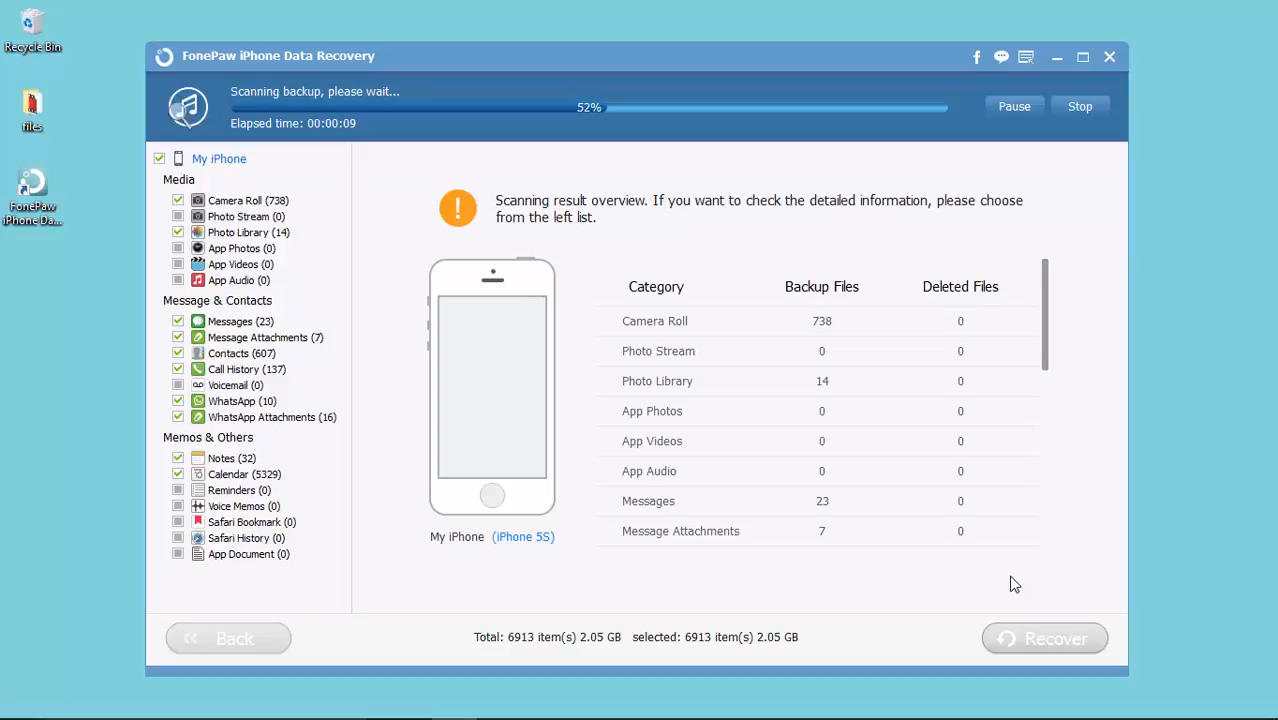 Recycle Bin
files
FonePaw
iPhone Da...
FonePaw iPhone Data Recovery
Scanning backup, please wait...
52%
Elapsed time: 00:00:09
Pause
Stop
My iPhone
Media
Camera Roll (738)
Photo Stream (0)
Photo Library (14)
App Photos (0)
App Videos (0)
App Audio (0)
Message & Contacts
Messages (23)
Message Attachments (7)
Contacts (607)
Call History (137)
Voicemail (0)
WhatsApp (10)
WhatsApp Attachments (16)
Memos & Others
Notes (32)
Calendar (5329)
Reminders (0)
Voice Memos (0)
Safari Bookmark (0)
Safari History (0)
App Document (0)
Scanning result overview. If you want to check the detailed information, please choose
from the left list.
My iPhone (iPhone 5S)
Category Backup Files Deleted Files
Camera Roll 738 0
Photo Stream 0 0
Photo Library 14 0
App Photos 0 0
App Videos 0 0
App Audio 0 0
Messages 23 0
Message Attachments 7 0
Back
Total: 6913 item(s) 2.05 GB selected: 6913 item(s) 2.05 GB
Recover